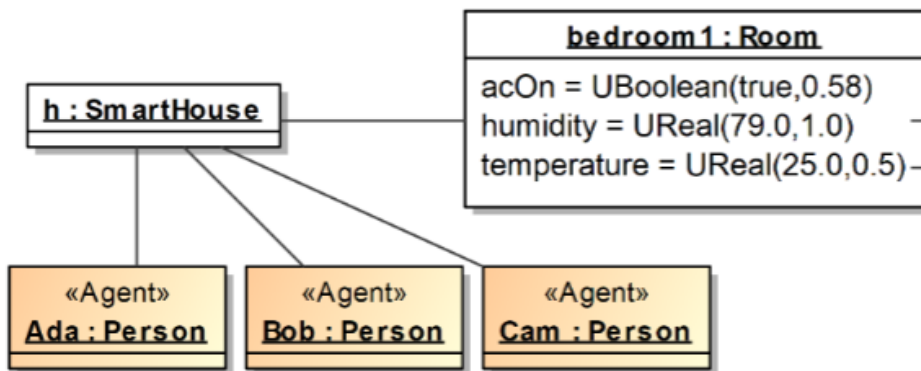 bedroom1 : Room
acOn = UBoolean(true,0.58)
humidity = UReal(79.0,1.0)
temperature = UReal(25.0,0.5)
h : SmartHouse
«Agent»
Ada : Person
«Agent»
Bob : Person
«Agent»
Cam : Person